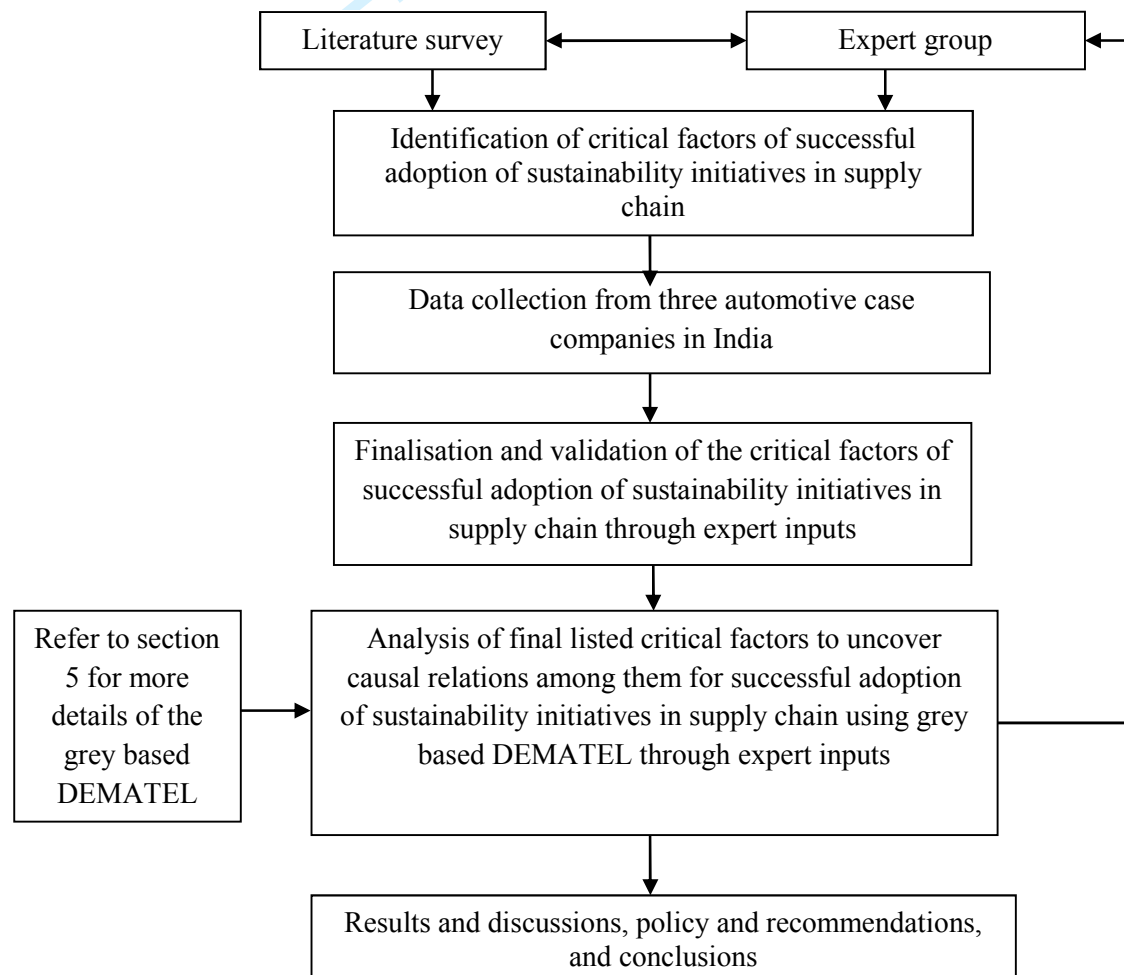 Literature survey
Expert group
Identification of critical factors of successful
adoption of sustainability initiatives in supply
chain
Data collection from three automotive case
companies in India
Finalisation and validation of the critical factors of
successful adoption of sustainability initiatives in
supply chain through expert inputs
Refer to section
5 for more
details of the
grey based
DEMATEL
Analysis of final listed critical factors to uncover
causal relations among them for successful adoption
of sustainability initiatives in supply chain using grey
based DEMATEL through expert inputs
Results and discussions, policy and recommendations,
and conclusions